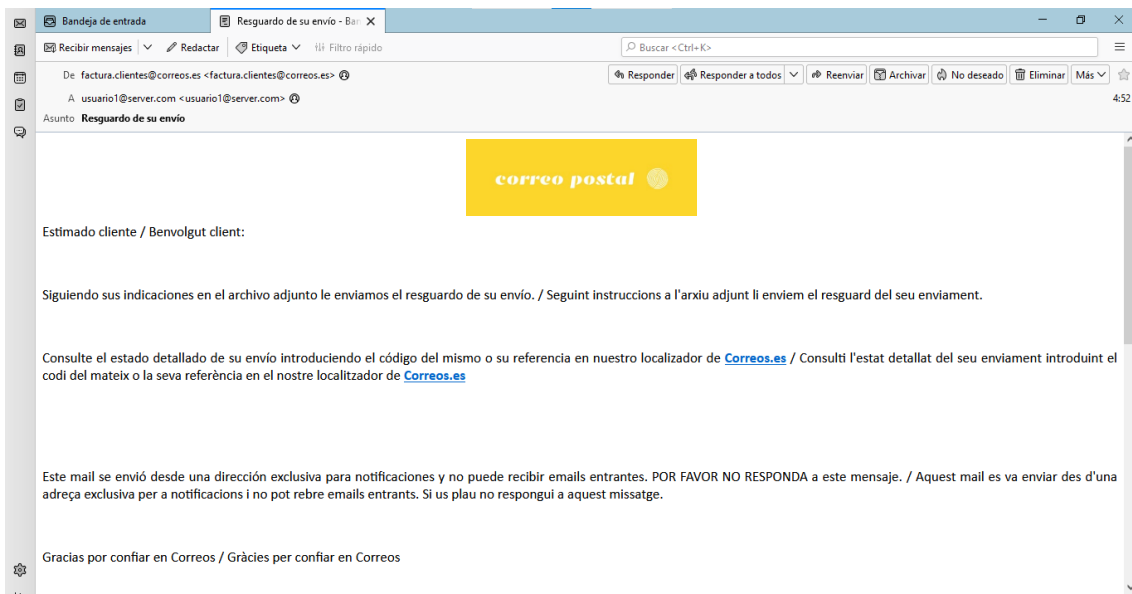 Bandeja de entrada
Resguardo de su envío - Ban
Recibir mensajes
Redactar
Etiqueta
Filtro rápido
Buscar <Ctrl+K>
De factura.clientes@correos.es <factura.clientes@correos.es>
Responder
Responder a todos
Reenviar
Archivar
No deseado
Eliminar
Más
A usuario1@server.com <usuario1@server.com>
4:52
Asunto Resguardo de su envío
correo postal
Estimado cliente / Benvolgut client:
Siguiendo sus indicaciones en el archivo adjunto le enviamos el resguardo de su envío. / Seguint instruccions a l'arxiu adjunt li enviem el resguard del seu enviament.
Consulte el estado detallado de su envío introduciendo el código del mismo o su referencia en nuestro localizador de Correos.es / Consulti l'estat detallat del seu enviament introduint el
codi del mateix o la seva referència en el nostre localitzador de Correos.es
Este mail se envió desde una dirección exclusiva para notificaciones y no puede recibir emails entrantes. POR FAVOR NO RESPONDA a este mensaje. / Aquest mail es va enviar des d'una
adreça exclusiva per a notificacions i no pot rebre emails entrants. Si us plau no respongui a aquest missatge.
Gracias por confiar en Correos / Gràcies per confiar en Correos